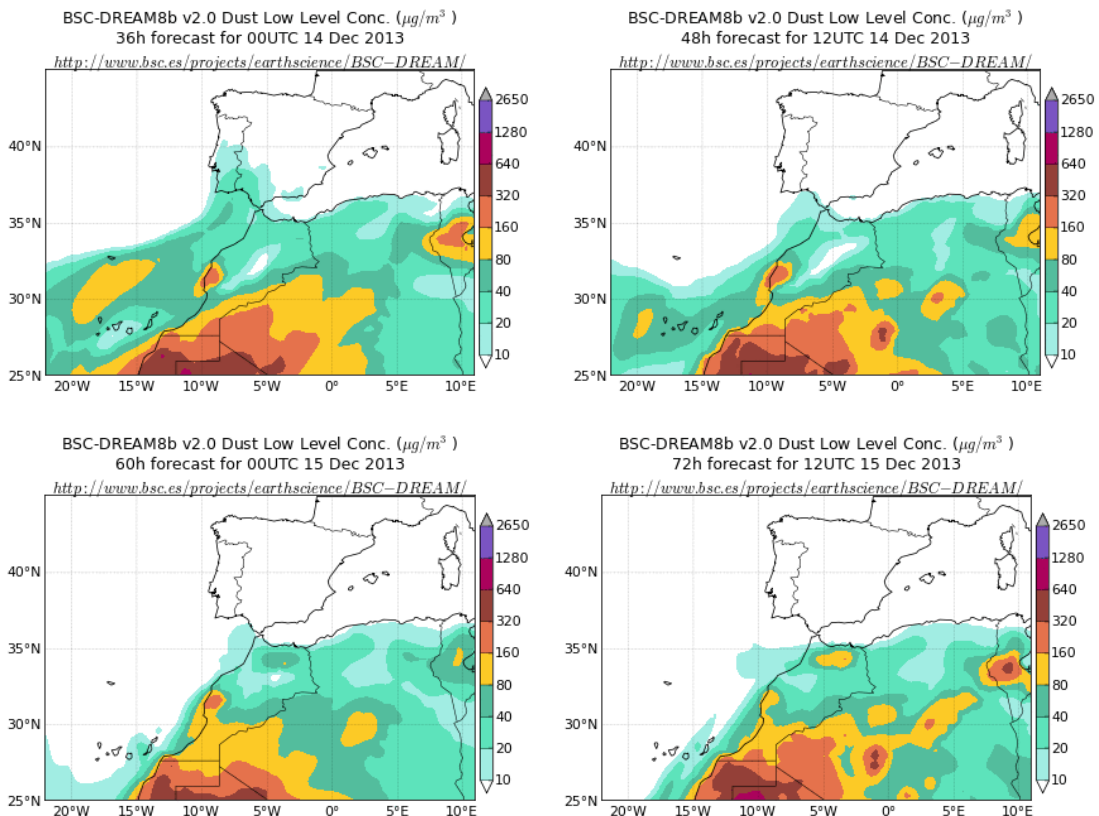 BSC-DREAM8b v2.0 Dust Low Level Conc. (μg/m³ )
36h forecast for 00UTC 14 Dec 2013
http://www.bsc.es/projects/earthscience/BSC−DREAM/
40°N
35°N
30°N
25°N
20°W
15°W
10°W
5°W
0°W
5°E
10°E
2650
1280
640
320
160
80
40
20
10
BSC-DREAM8b v2.0 Dust Low Level Conc. (μg/m³ )
48h forecast for 12UTC 14 Dec 2013
http://www.bsc.es/projects/earthscience/BSC−DREAM/
40°N
35°N
30°N
25°N
20°W
15°W
10°W
5°W
0°W
5°E
10°E
2650
1280
640
320
160
80
40
20
10
BSC-DREAM8b v2.0 Dust Low Level Conc. (μg/m³ )
60h forecast for 00UTC 15 Dec 2013
http://www.bsc.es/projects/earthscience/BSC−DREAM/
40°N
35°N
30°N
25°N
20°W
15°W
10°W
5°W
0°W
5°E
10°E
2650
1280
640
320
160
80
40
20
10
BSC-DREAM8b v2.0 Dust Low Level Conc. (μg/m³ )
72h forecast for 12UTC 15 Dec 2013
http://www.bsc.es/projects/earthscience/BSC−DREAM/
40°N
35°N
30°N
25°N
20°W
15°W
10°W
5°W
0°W
5°E
10°E
2650
1280
640
320
160
80
40
20
10